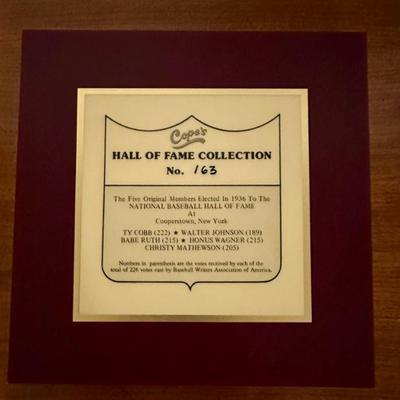 Cope's
HALL OF FAME COLLECTION
No. 163
The Five Original Members Elected In 1936 To The
NATIONAL BASEBALL HALL OF FAME
At
Cooperstown, New York
TY COBB (222) ★ WALTER JOHNSON (189)
BABE RUTH (215) ★ HONUS WAGNER (215)
CHRISTY MATHEWSON (205)
Numbers in parenthesis are the votes received by each of the
total of 226 votes cast by Baseball Writers Association of America.